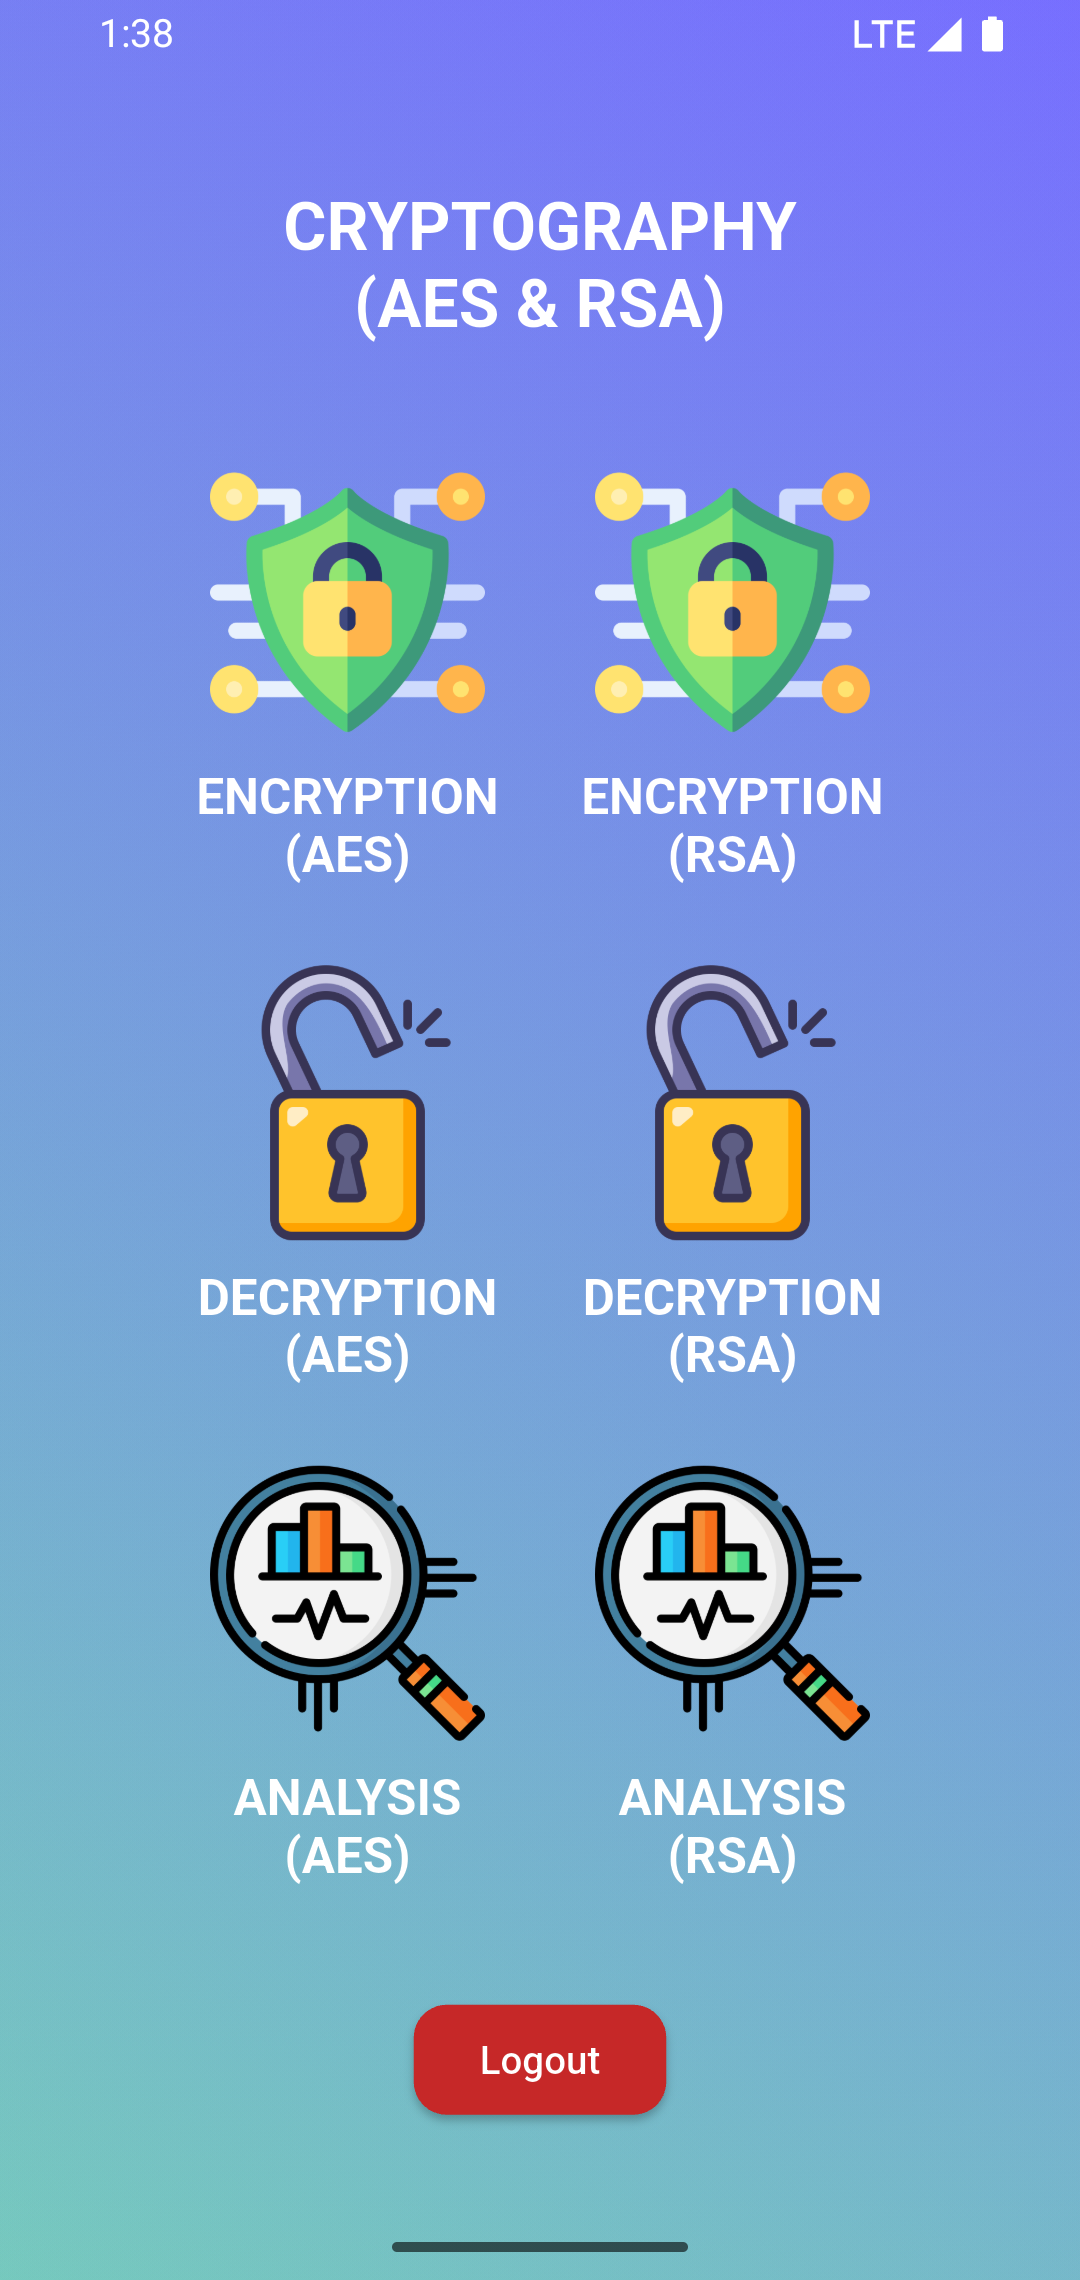 1:38
LTE
CRYPTOGRAPHY
(AES & RSA)
ENCRYPTION
(AES)
ENCRYPTION
(RSA)
DECRYPTION
(AES)
DECRYPTION
(RSA)
ANALYSIS
(AES)
ANALYSIS
(RSA)
Logout